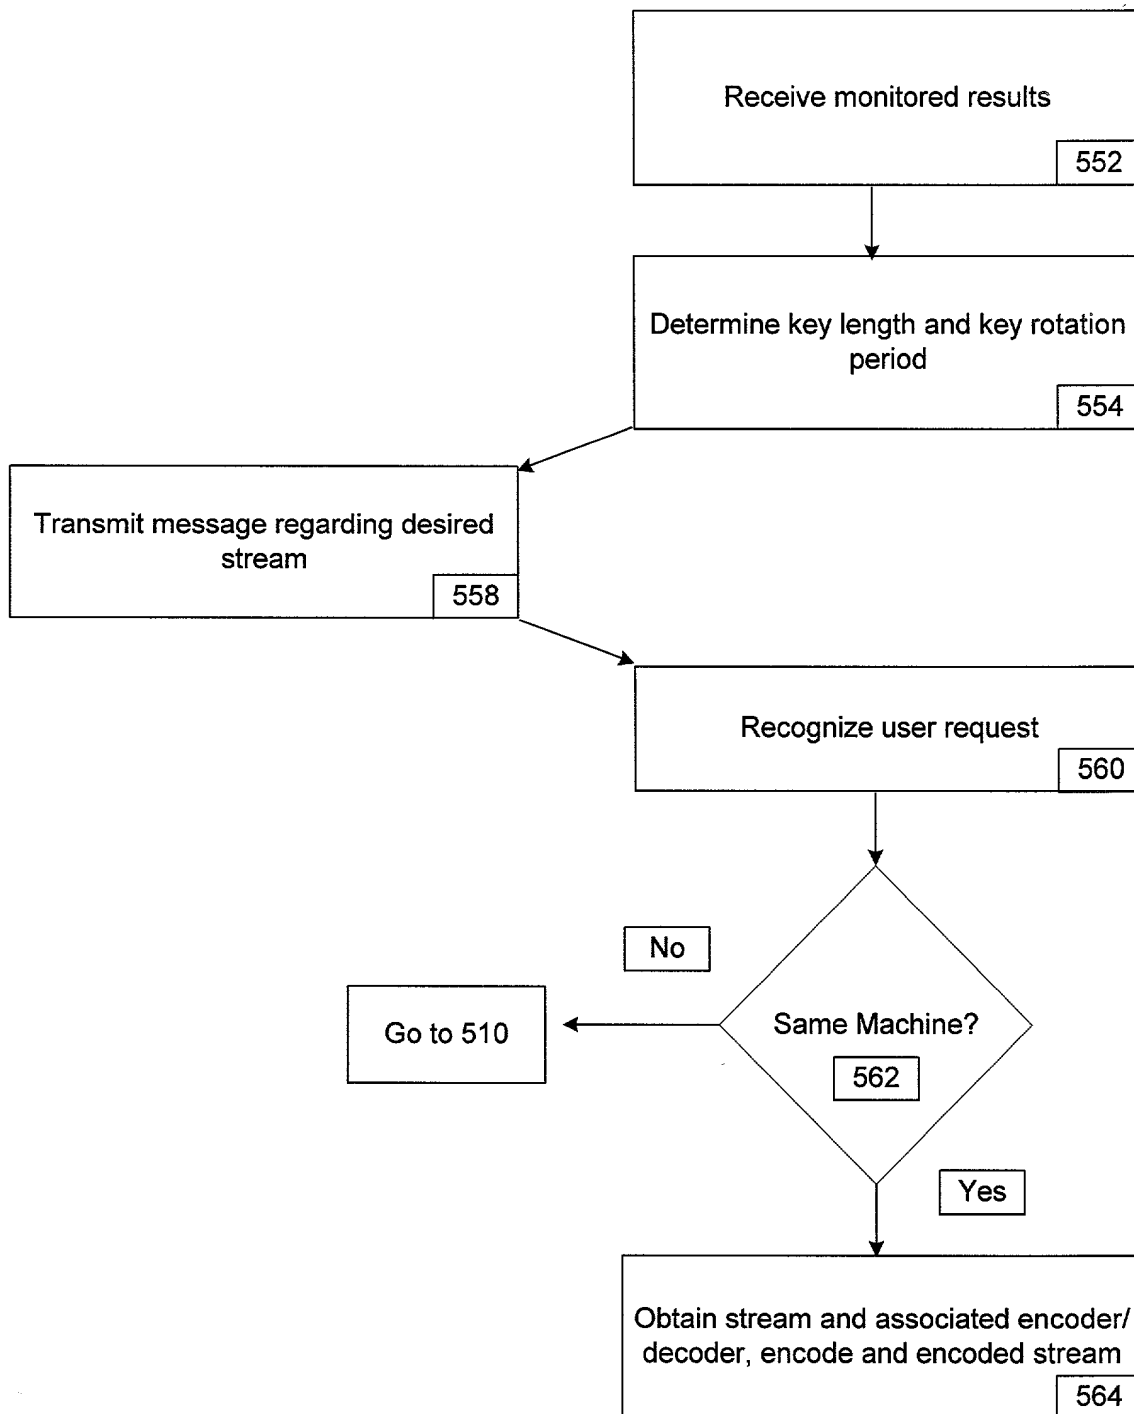 Receive monitored results
552
Determine key length and key rotation
period
554
Transmit message regarding desired
stream
558
Recognize user request
560
No
Go to 510
Same Machine?
562
Yes
Obtain stream and associated encoder/
decoder, encode and encoded stream
564